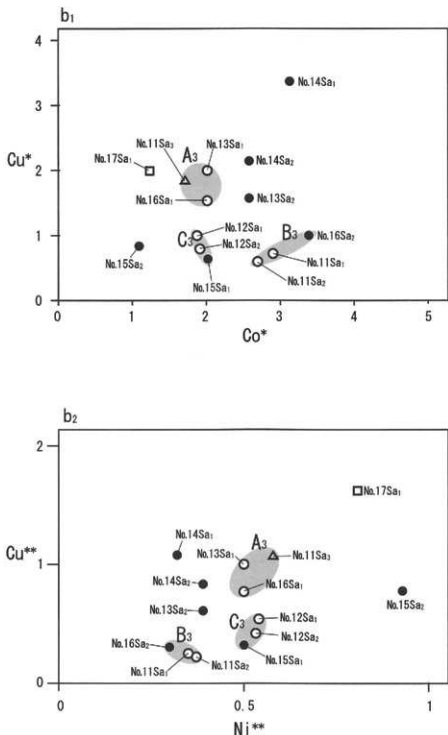 b1
4
No.14Sa1
3
A3
No.13Sa1
No.11Sa3
No.17Sa1
No.14Sa2
Cu*
2
No.13Sa2
No.16Sa1
No.12Sa1
B3
No.16Sa2
1
C3
No.12Sa2
No.11Sa1
No.15Sa2
No.11Sa2
No.15Sa1
0
1 2 3 4 5
Co*
b2
2
No.17Sa1
No.14Sa1
A3
No.13Sa1
No.11Sa3
Cu**
1
No.14Sa2
No.16Sa1
No.15Sa2
No.13Sa2
C3
No.12Sa1
No.16Sa2
B3
No.12Sa2
No.11Sa1
No.11Sa2
No.15Sa1
0
0 0.5 1
Ni**